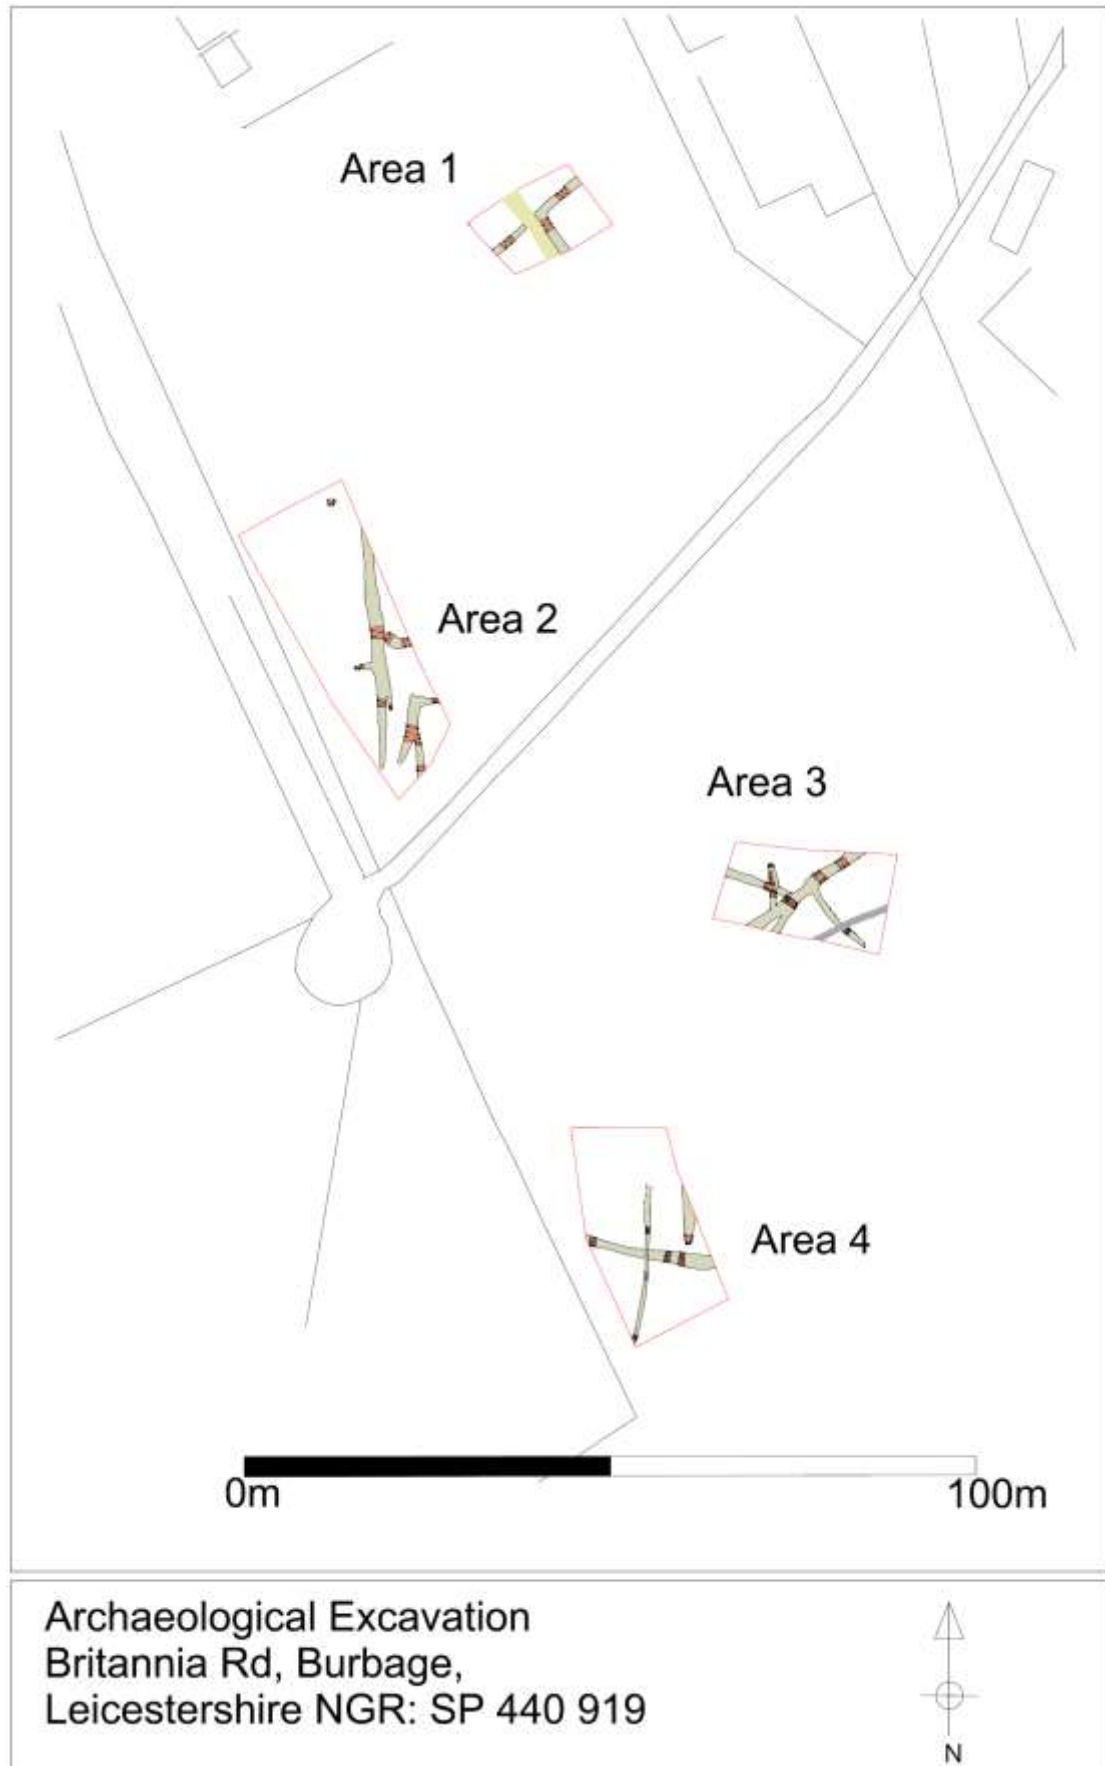 Area 1
Area 2
Area 3
Area 4
0m
100m
Archaeological Excavation
Britannia Rd, Burbage,
Leicestershire NGR: SP 440 919
N